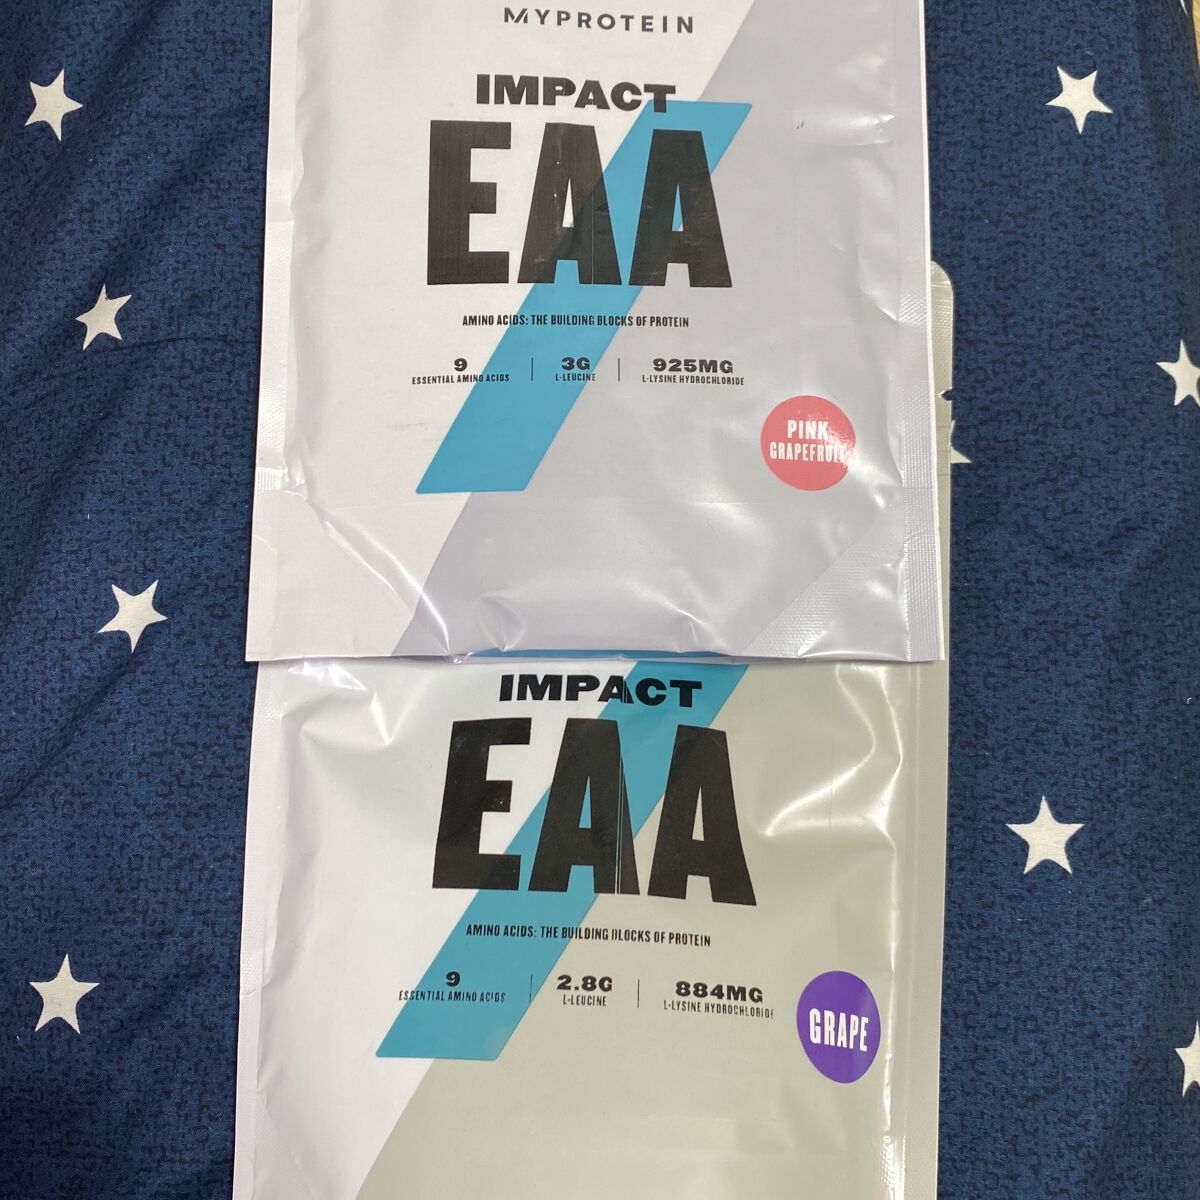 MYPROTEIN
IMPACT
EAA
AMINO ACIDS: THE BUILDING BLOCKS OF PROTEIN
9 3G 925MG
ESSENTIAL AMINO ACIDS L-LEUCINE L-LYSINE HYDROCHLORIDE
PINK
GRAPEFRUIT
IMPACT
EAA
AMINO ACIDS: THE BUILDING BLOCKS OF PROTEIN
9 2.8G 884MG
ESSENTIAL AMINO ACIDS L-LEUCINE L-LYSINE HYDROCHLORIDE
GRAPE